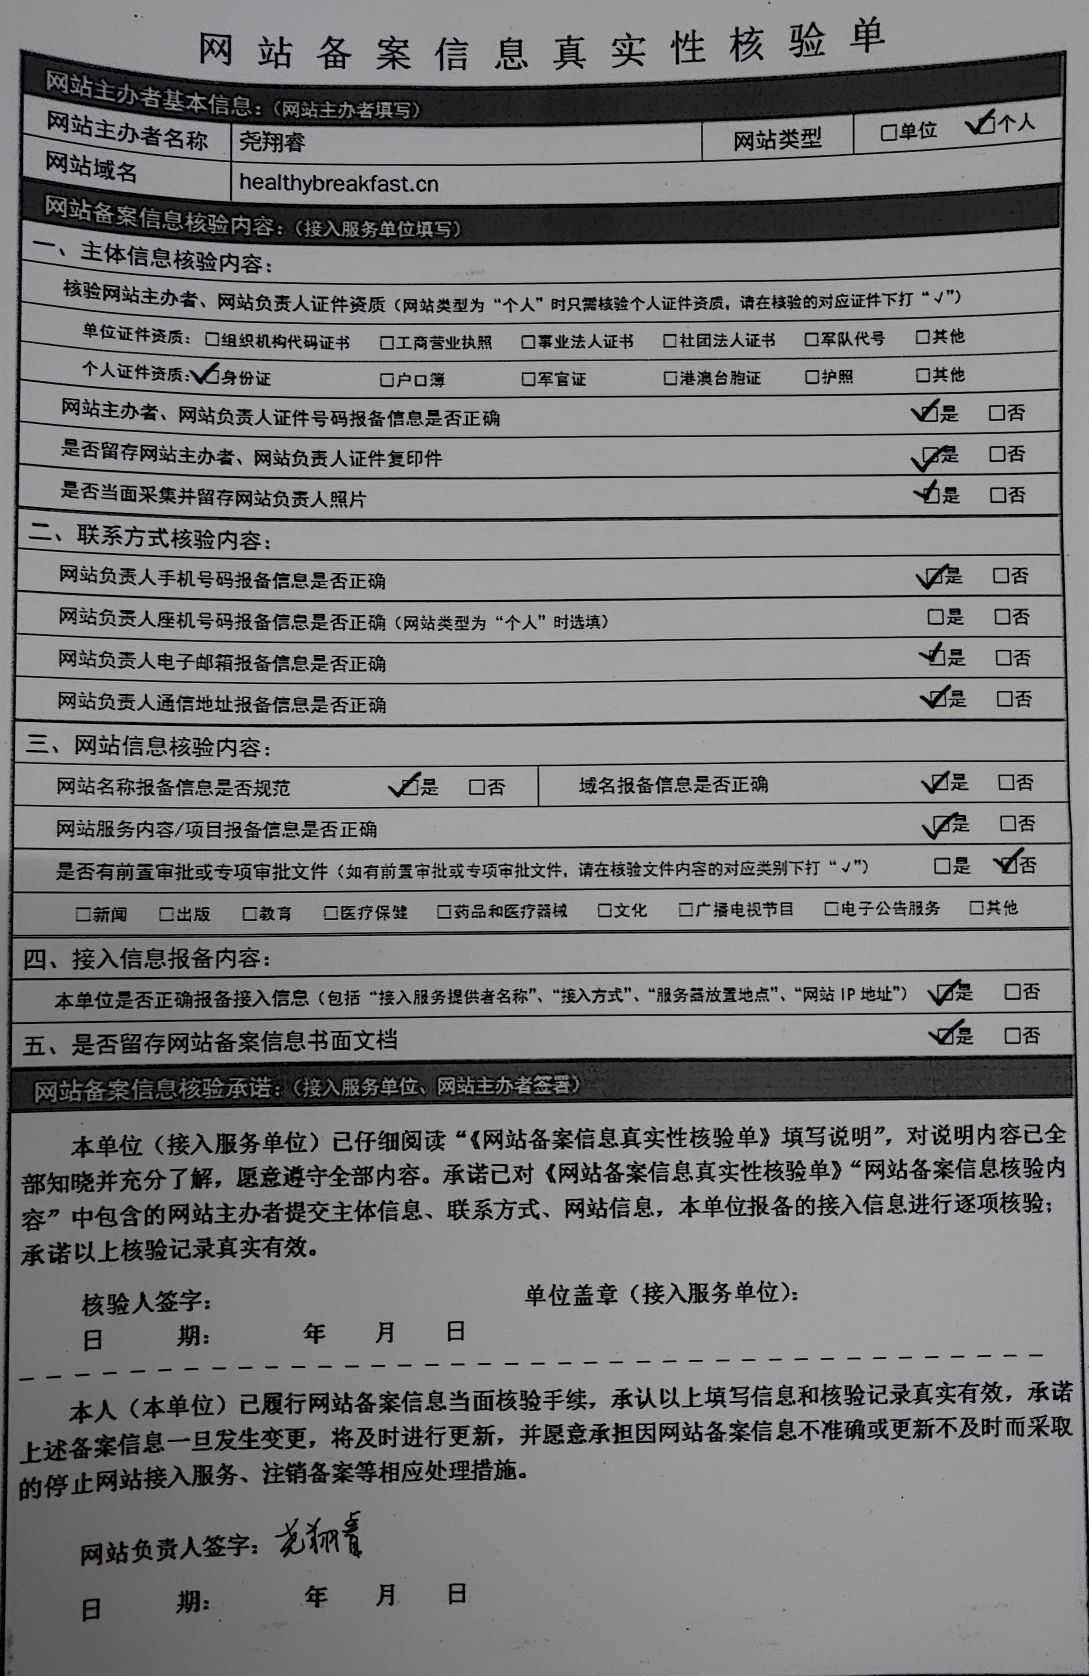 网站备案信息真实性核验单
网站主办者基本信息：（网站主办者填写）
网站主办者名称 尧翔睿 网站类型 □单位 ☑个人
网站域名 healthybreakfast.cn
网站备案信息核验内容：（接入服务单位填写）
一、主体信息核验内容：
核验网站主办者、网站负责人证件资质（网站类型为“个人”时只需核验个人证件资质，请在核验的对应证件下打“√”）
单位证件资质：□组织机构代码证书 □工商营业执照 □事业法人证书 □社团法人证书 □军队代号 □其他
个人证件资质：☑身份证 □户口簿 □军官证 □港澳台胞证 □护照 □其他
网站主办者、网站负责人证件号码报备信息是否正确 ☑是 □否
是否留存网站主办者、网站负责人证件复印件 ☑是 □否
是否当面采集并留存网站负责人照片 ☑是 □否
二、联系方式核验内容：
网站负责人手机号码报备信息是否正确 ☑是 □否
网站负责人座机号码报备信息是否正确（网站类型为“个人”时选填） □是 □否
网站负责人电子邮箱报备信息是否正确 ☑是 □否
网站负责人通信地址报备信息是否正确 ☑是 □否
三、网站信息核验内容：
网站名称报备信息是否规范 ☑是 □否 域名报备信息是否正确 ☑是 □否
网站服务内容/项目报备信息是否正确 ☑是 □否
是否有前置审批或专项审批文件（如有前置审批或专项审批文件，请在核验文件内容的对应类别下打“√”） □是 ☑否
□新闻 □出版 □教育 □医疗保健 □药品和医疗器械 □文化 □广播电视节目 □电子公告服务 □其他
四、接入信息报备内容：
本单位是否正确报备接入信息（包括“接入服务提供者名称”、“接入方式”、“服务器放置地点”、“网站 IP 地址”） ☑是 □否
五、是否留存网站备案信息书面文档 ☑是 □否
网站备案信息核验承诺：（接入服务单位、网站主办者签署）
本单位（接入服务单位）已仔细阅读“《网站备案信息真实性核验单》填写说明”，对说明内容已全
部知晓并充分了解，愿意遵守全部内容。承诺已对《网站备案信息真实性核验单》“网站备案信息核验内
容”中包含的网站主办者提交主体信息、联系方式、网站信息，本单位报备的接入信息进行逐项核验；
承诺以上核验记录真实有效。
核验人签字： 单位盖章（接入服务单位）：
日 期： 年 月 日
本人（本单位）已履行网站备案信息当面核验手续，承认以上填写信息和核验记录真实有效，承诺
上述备案信息一旦发生变更，将及时进行更新，并愿意承担因网站备案信息不准确或更新不及时而采取
的停止网站接入服务、注销备案等相应处理措施。
网站负责人签字：尧翔睿
日 期： 年 月 日